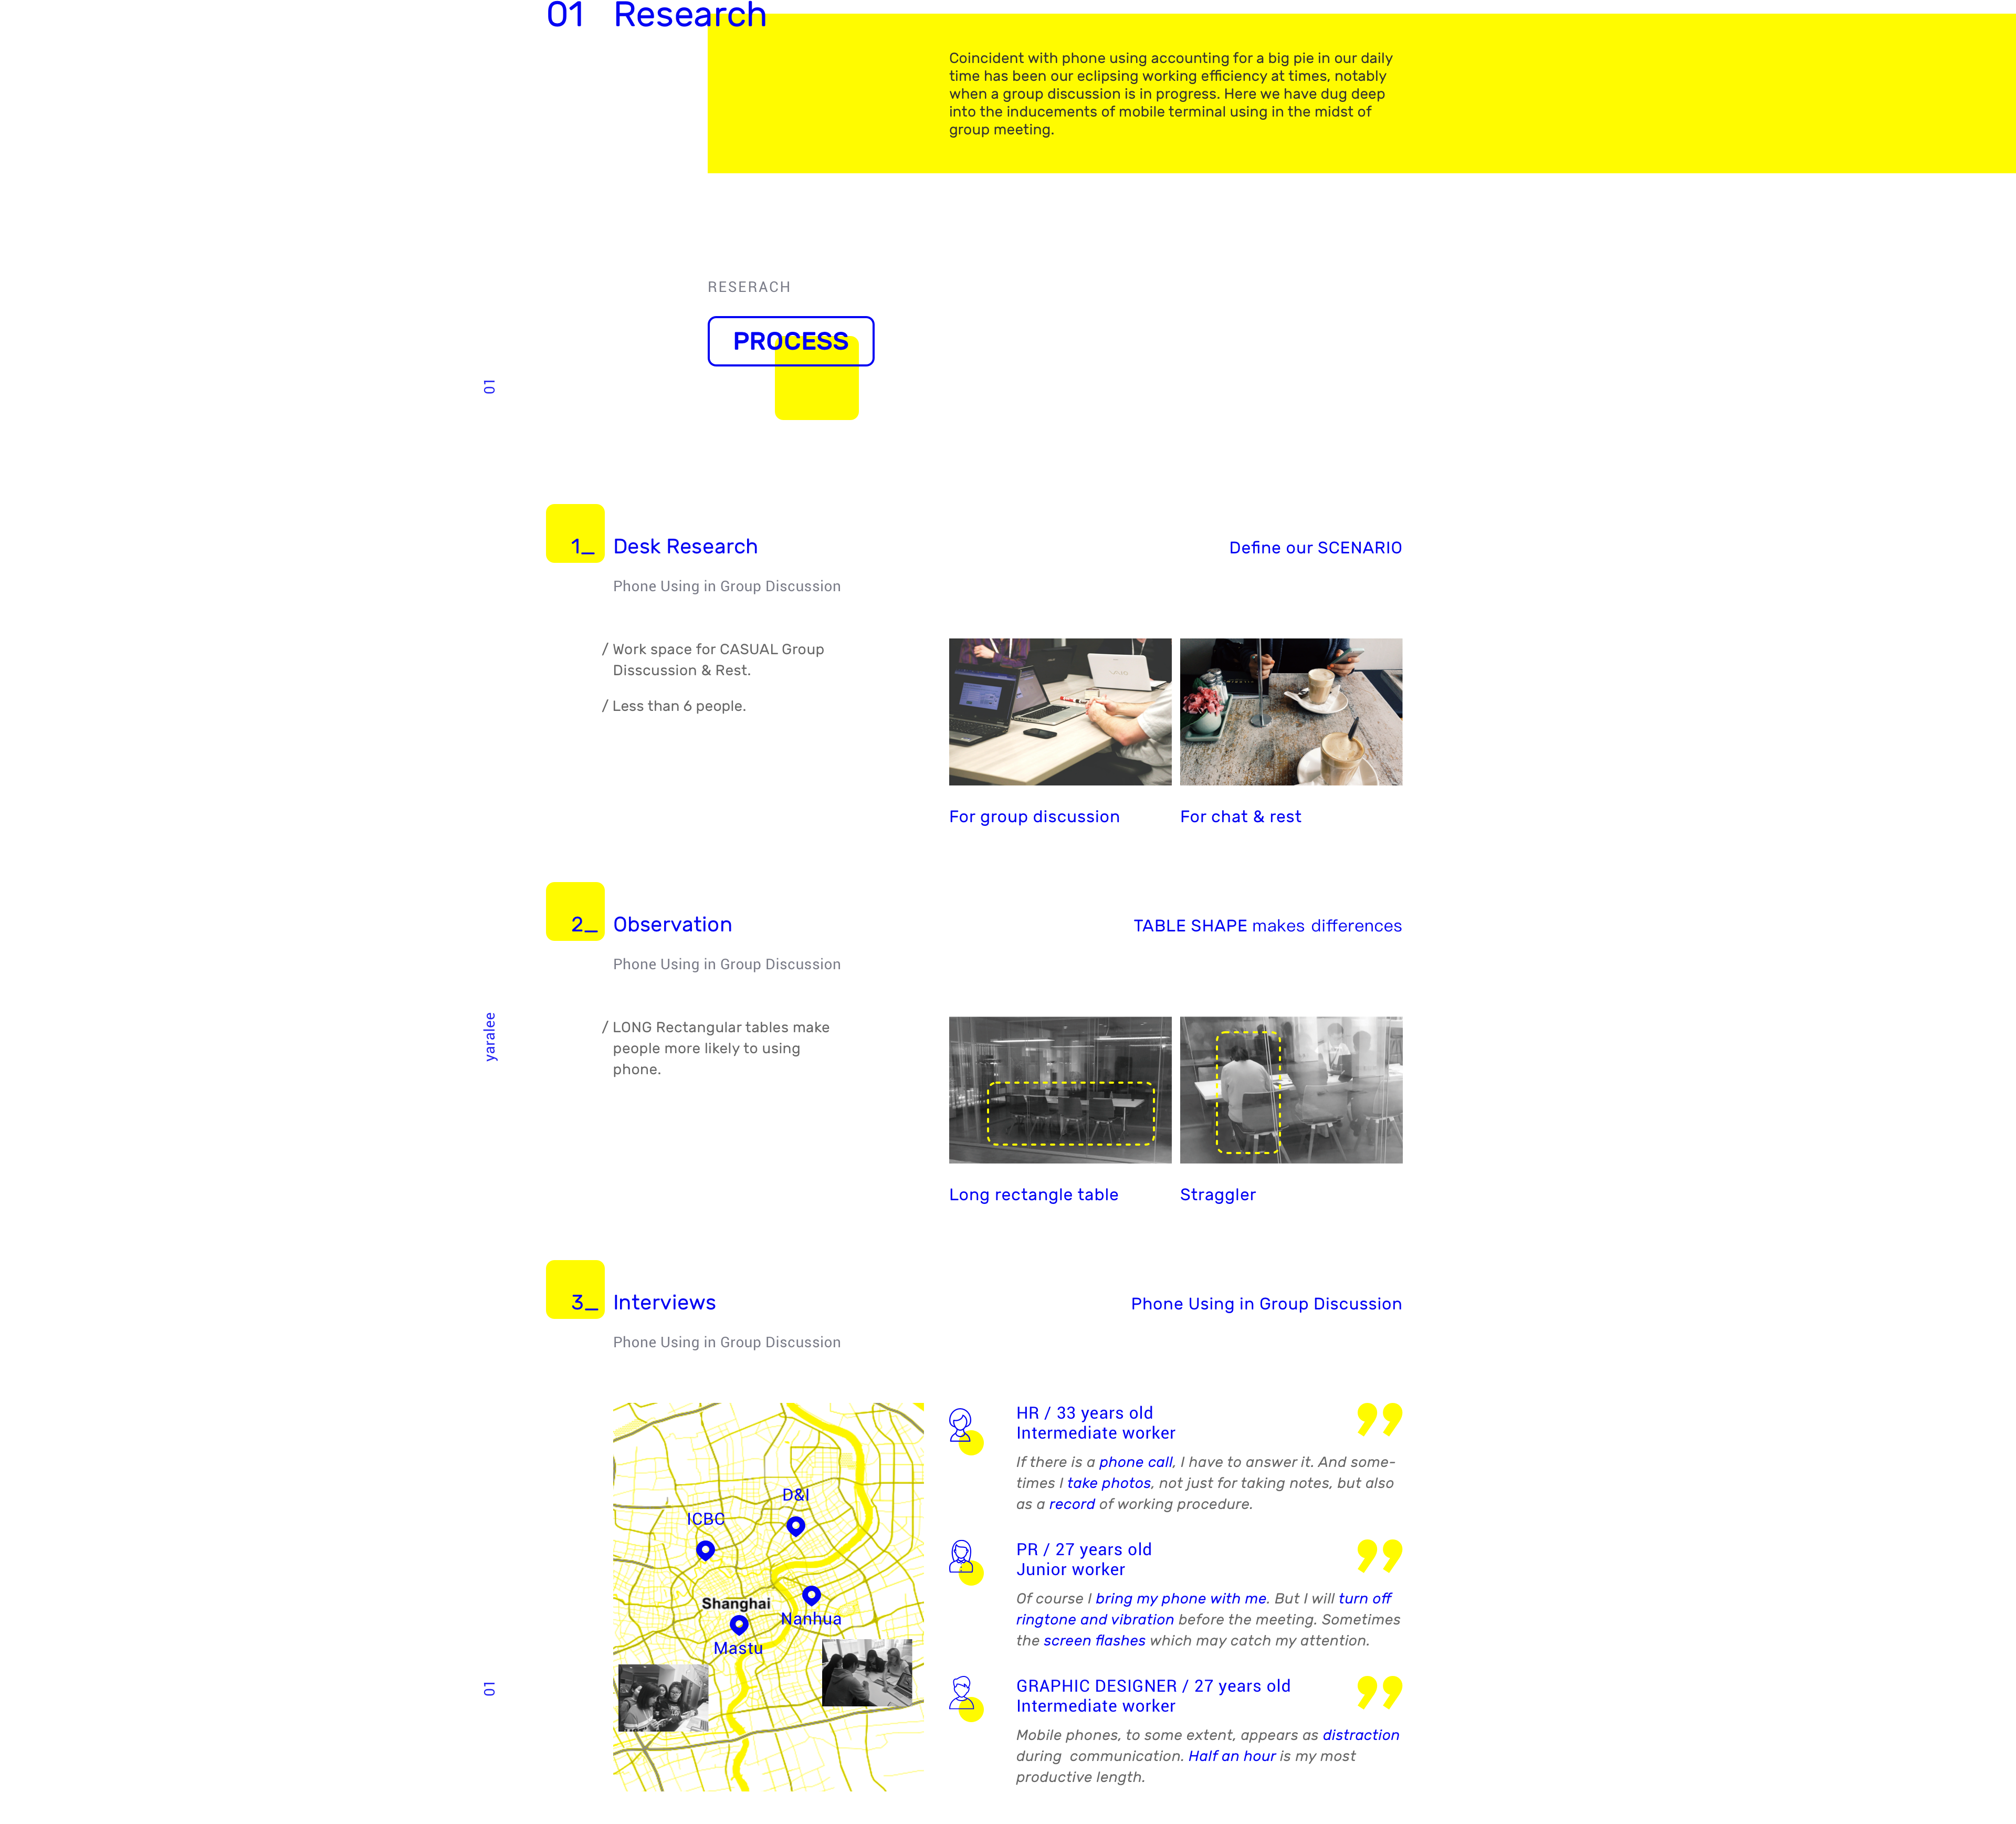 01 Research
Coincident with phone using accounting for a big pie in our daily
time has been our eclipsing working efficiency at times, notably
when a group discussion is in progress. Here we have dug deep
into the inducements of mobile terminal using in the midst of
group meeting.
RESERACH
PROCESS
01
1_ Desk Research
Define our SCENARIO
Phone Using in Group Discussion
/ Work space for CASUAL Group
Disscussion & Rest.
/ Less than 6 people.
VAIO
For group discussion
For chat & rest
2_ Observation
TABLE SHAPE makes differences
Phone Using in Group Discussion
yaralee
/ LONG Rectangular tables make
people more likely to using
phone.
Long rectangle table
Straggler
3_ Interviews
Phone Using in Group Discussion
Phone Using in Group Discussion
D&I
ICBC
Shanghai
Nanhua
Mastu
01
HR / 33 years old
Intermediate worker
If there is a phone call, I have to answer it. And some-
times I take photos, not just for taking notes, but also
as a record of working procedure.
PR / 27 years old
Junior worker
Of course I bring my phone with me. But I will turn off
ringtone and vibration before the meeting. Sometimes
the screen flashes which may catch my attention.
GRAPHIC DESIGNER / 27 years old
Intermediate worker
Mobile phones, to some extent, appears as distraction
during communication. Half an hour is my most
productive length.